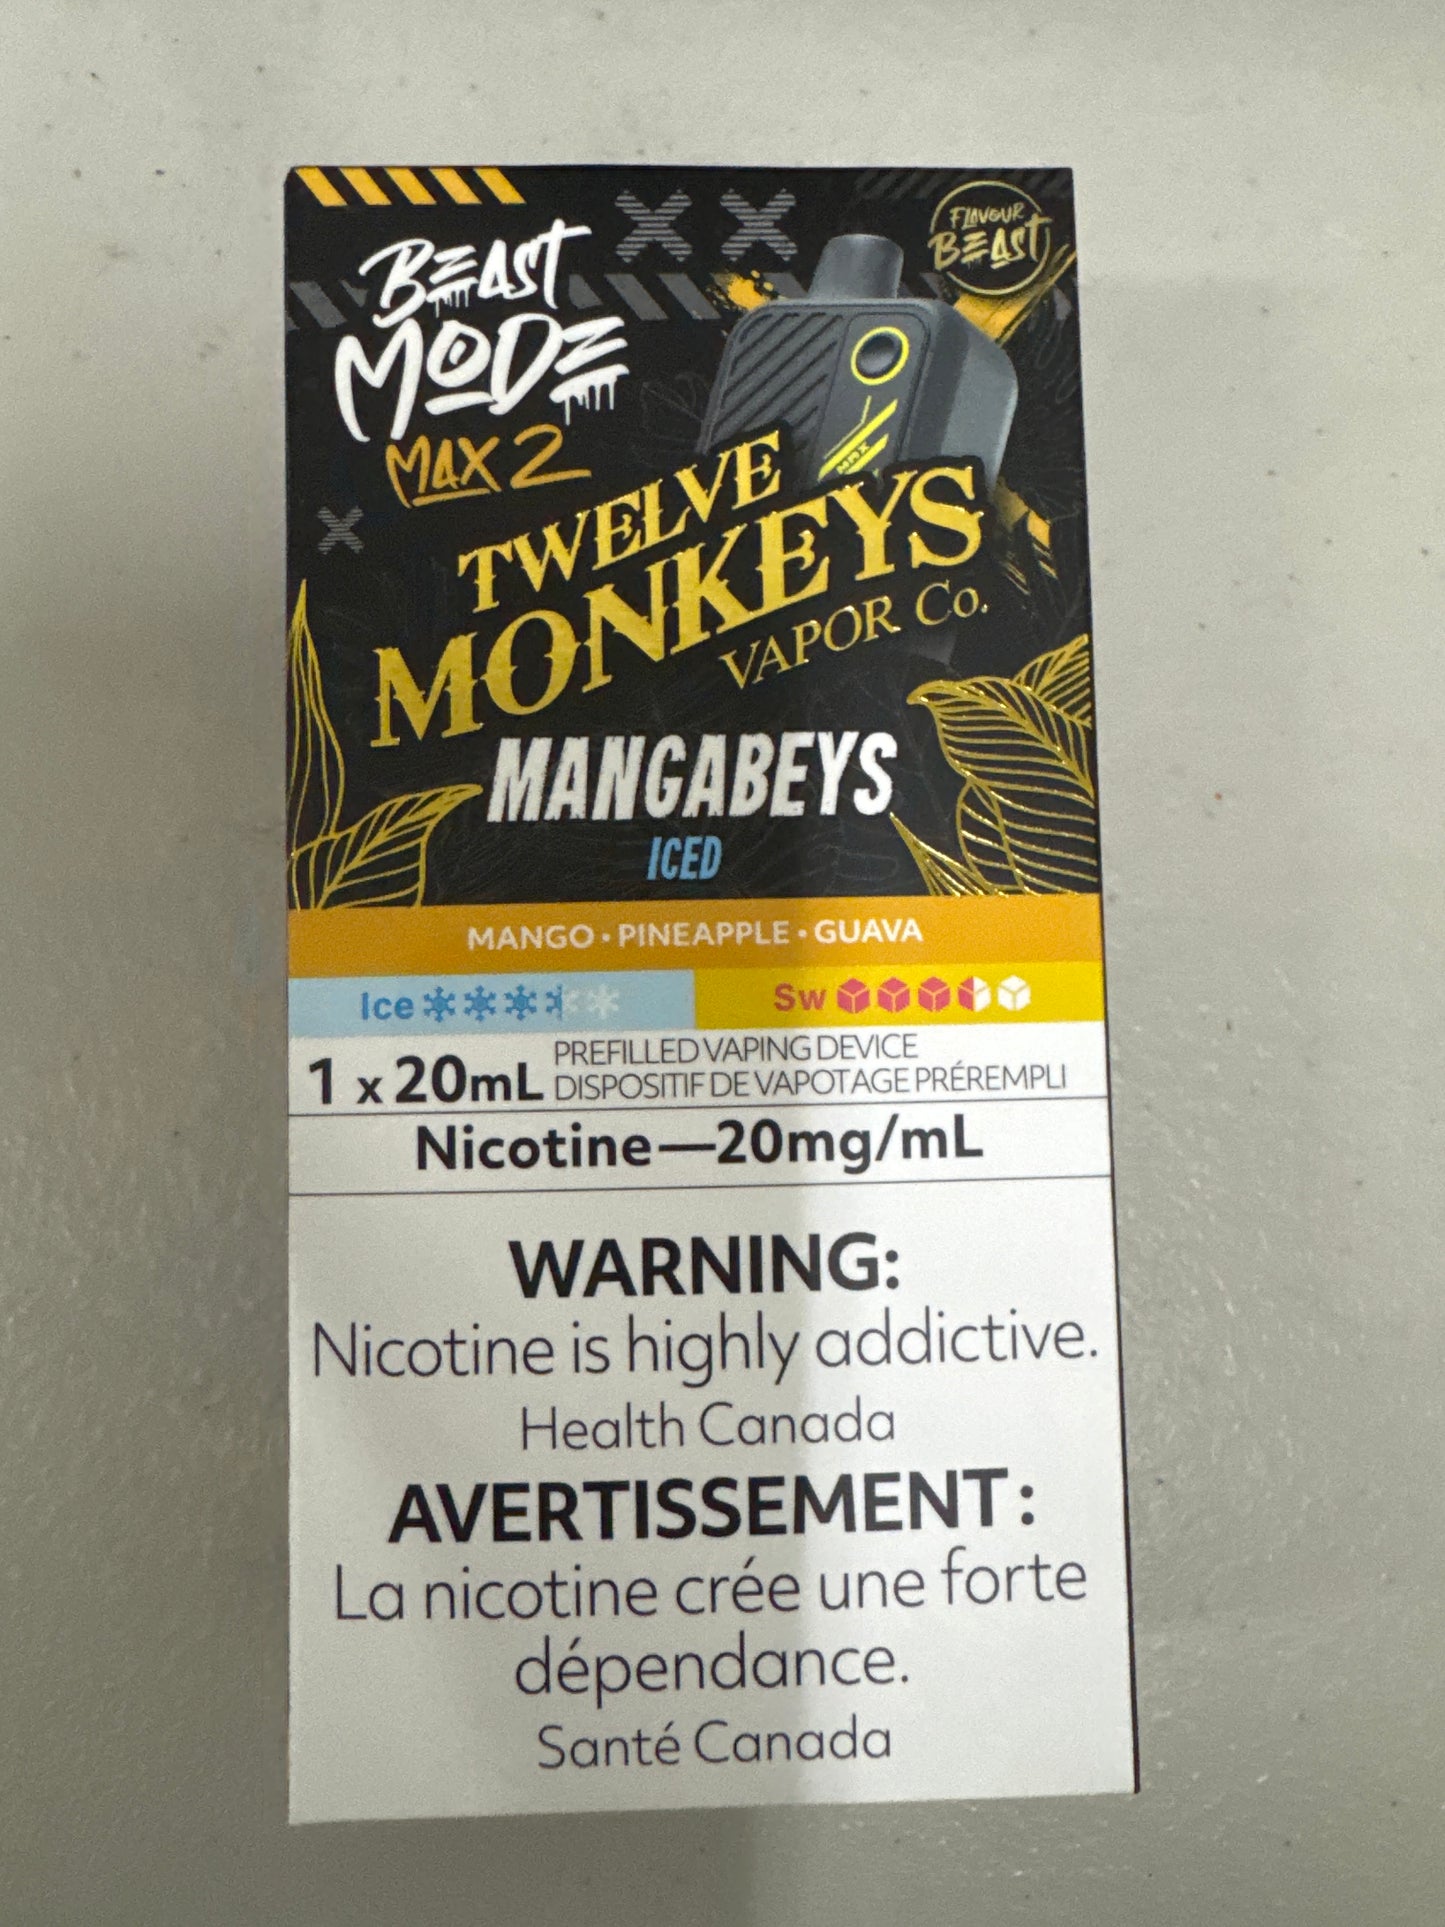 FLAVOUR
BEAST
BEAST
MODE
MAX 2
MAX
TWELVE
MONKEYS
VAPOR Co.
MANGABEYS
ICED
MANGO • PINEAPPLE • GUAVA
Ice Sw
1 x 20mL PREFILLED VAPING DEVICE
DISPOSITIF DE VAPOTAGE PRÉREMPLI
Nicotine—20mg/mL
WARNING:
Nicotine is highly addictive.
Health Canada
AVERTISSEMENT :
La nicotine crée une forte
dépendance.
Santé Canada